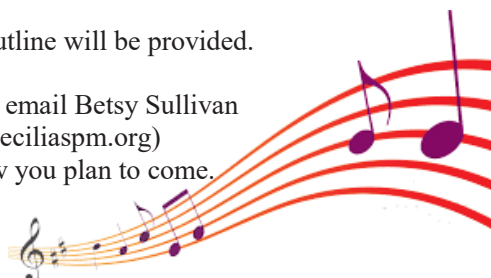 utline will be provided.
email Betsy Sullivan
eciliaspm.org)
you plan to come.